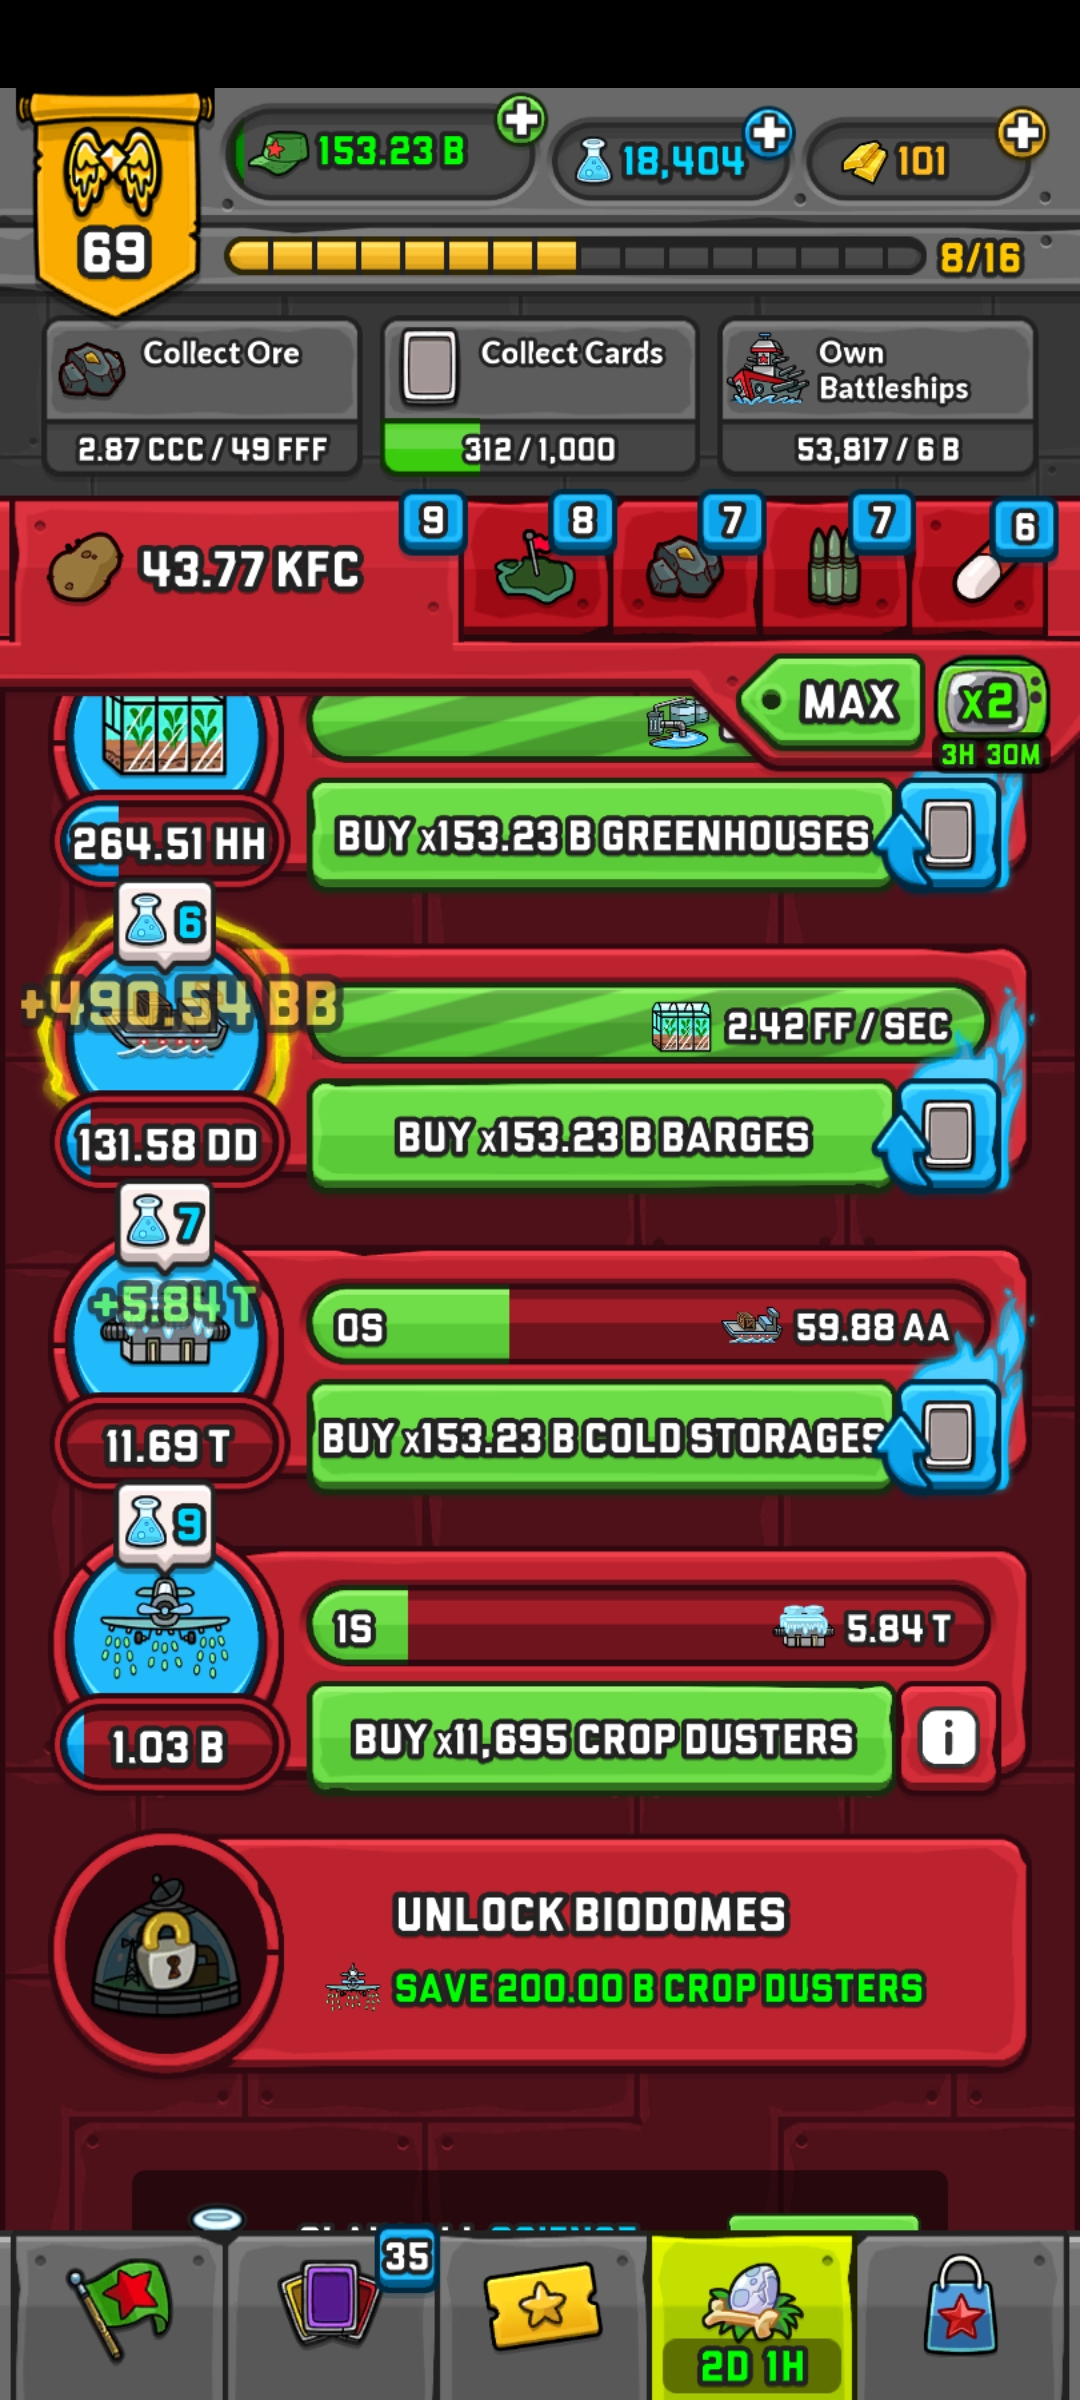 153.23 B
18,404
101
69
8/16
Collect Ore
2.87 CCC / 49 FFF
Collect Cards
312 / 1,000
Own
Battleships
53,817 / 6 B
43.77 KFC
9
8
7
7
6
MAX
x2
3H 30M
264.51 HH
BUY x153.23 B GREENHOUSES
6
+490.54 BB
2.42 FF / SEC
131.58 DD
BUY x153.23 B BARGES
7
+5.84 T
0S
59.88 AA
11.69 T
BUY x153.23 B COLD STORAGES
9
1S
5.84 T
1.03 B
BUY x11,695 CROP DUSTERS
i
UNLOCK BIODOMES
SAVE 200.00 B CROP DUSTERS
35
2D 1H